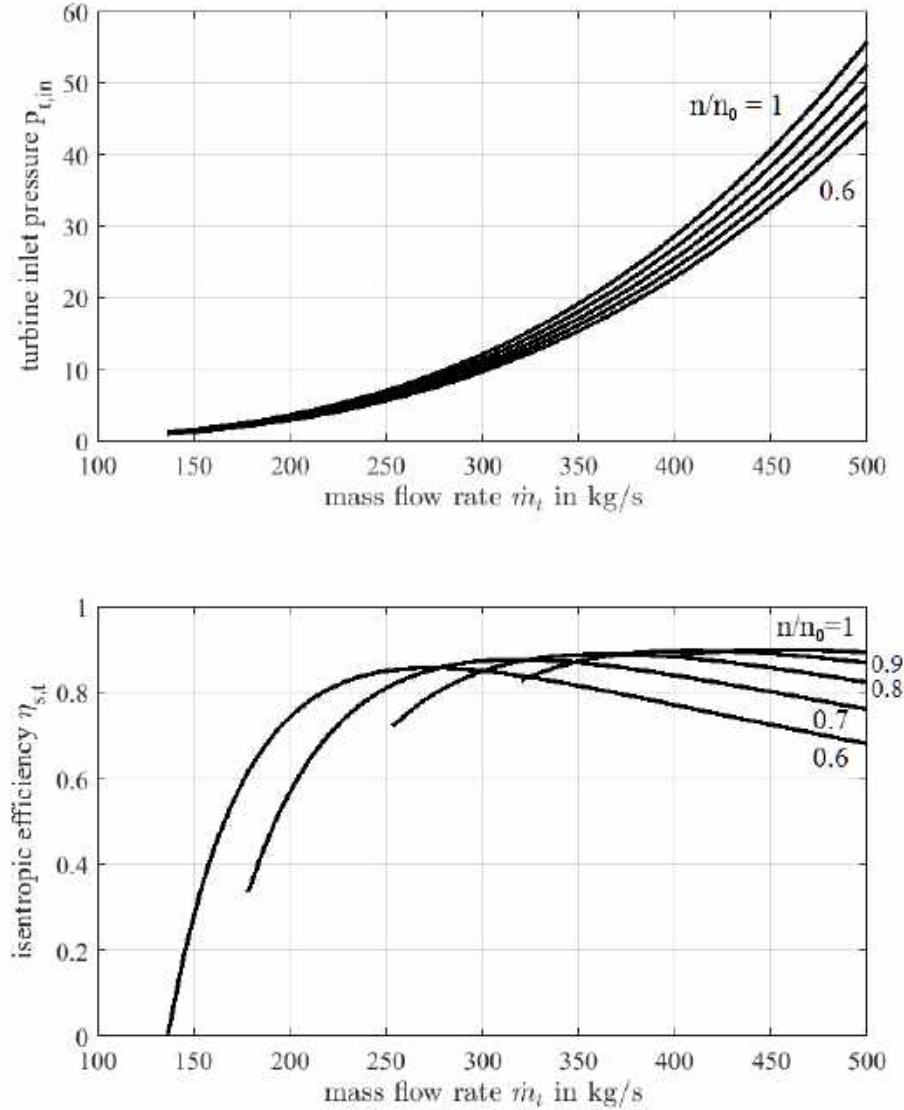 60
50
n/n₀ = 1
40
0.6
30
20
10
0
turbine inlet pressure p_t,in
100 150 200 250 300 350 400 450 500
mass flow rate ṁ_t in kg/s
1
n/n₀=1
0.9
0.8
0.8
0.7
0.6
0.6
0.4
0.2
0
isentropic efficiency η_s,t
100 150 200 250 300 350 400 450 500
mass flow rate ṁ_t in kg/s